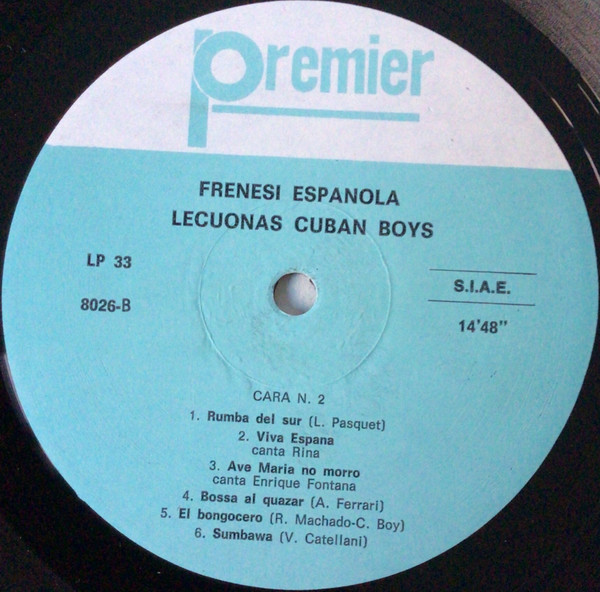 Premier
FRENESI ESPANOLA
LECUONAS CUBAN BOYS
LP 33
8026-B
S.I.A.E.
14'48"
CARA N. 2
1. Rumba del sur (L. Pasquet)
2. Viva Espana
canta Rina
3. Ave Maria no morro
canta Enrique Fontana
4. Bossa al quazar (A. Ferrari)
5. El bongocero (R. Machado-C. Boy)
6. Sumbawa (V. Catellani)